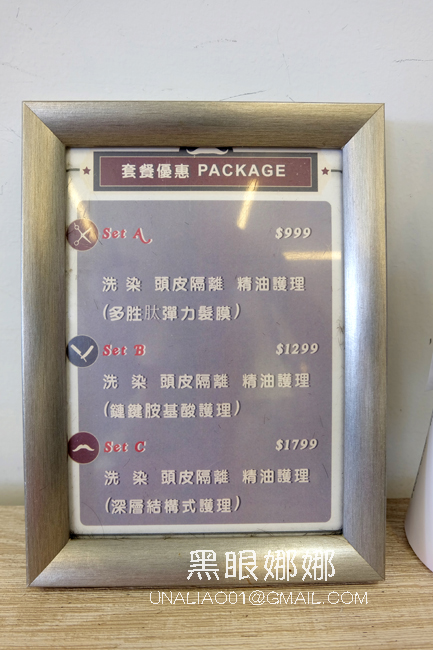 套餐優惠 PACKAGE
Set A $999
洗 染 頭皮隔離 精油護理
(多胜肽彈力髮膜)
Set B $1299
洗 染 頭皮隔離 精油護理
(鏈鍵胺基酸護理)
Set C $1799
洗 染 頭皮隔離 精油護理
(深層結構式護理)
黑眼娜娜
UNALIAO01@GMAIL.COM